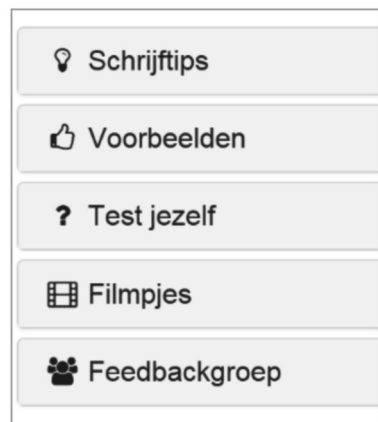 Schrijftips
Voorbeelden
? Test jezelf
Filmpjes
Feedbackgroep